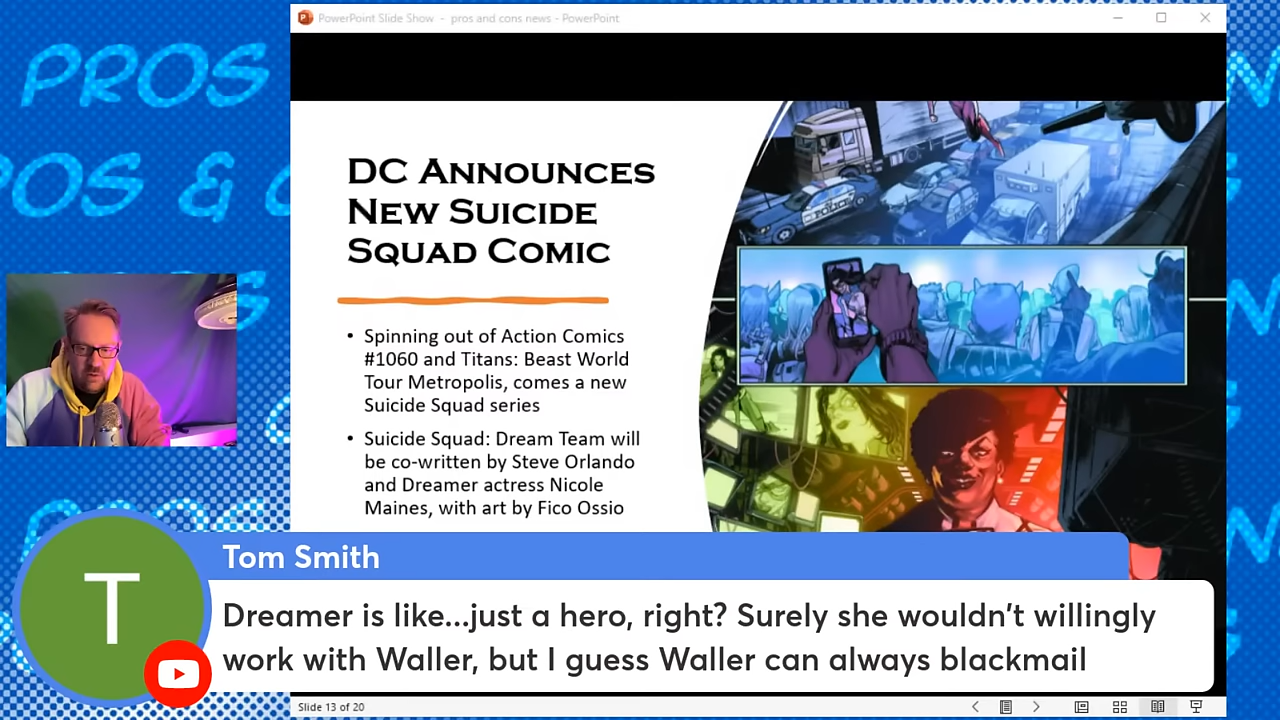 PowerPoint Slide Show - pros and cons news - PowerPoint
PROS
OS & C
DC Announces
New Suicide
Squad Comic
• Spinning out of Action Comics
#1060 and Titans: Beast World
Tour Metropolis, comes a new
Suicide Squad series
• Suicide Squad: Dream Team will
be co-written by Steve Orlando
and Dreamer actress Nicole
Maines, with art by Fico Ossio
POLICE
T
Tom Smith
Dreamer is like...just a hero, right? Surely she wouldn't willingly
work with Waller, but I guess Waller can always blackmail
Slide 13 of 20